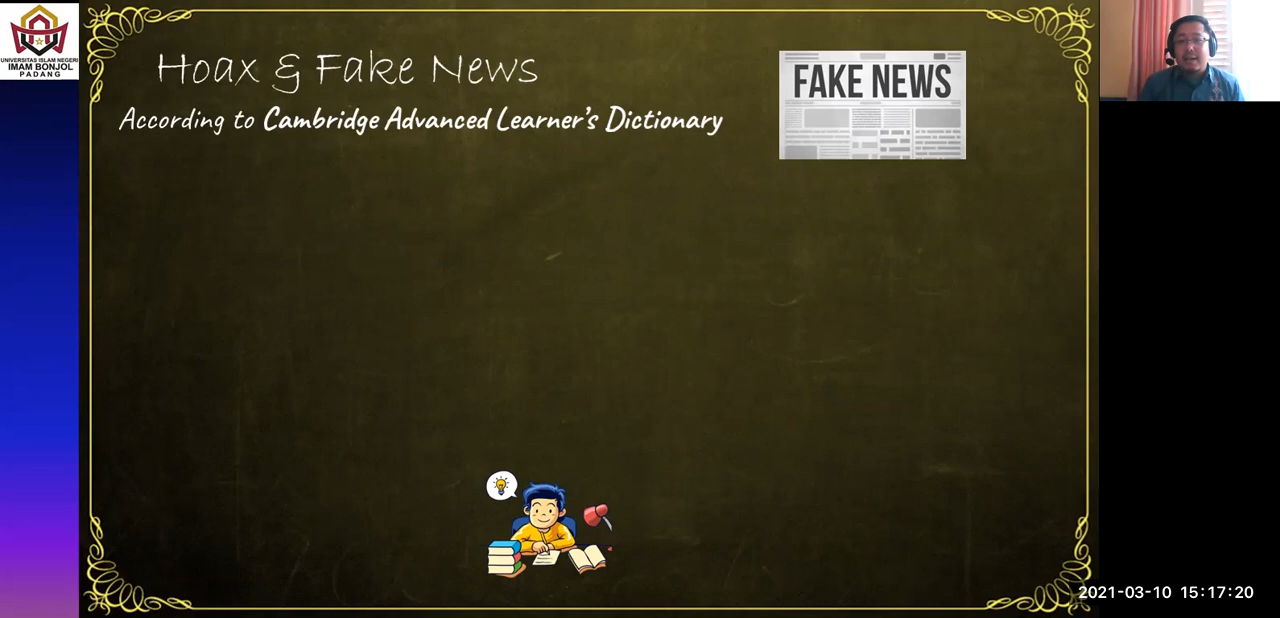 UNIVERSITAS ISLAM NEGERI
IMAM BONJOL
PADANG
Hoax & Fake News
According to Cambridge Advanced Learner's Dictionary
FAKE NEWS
2021-03-10 15:17:20